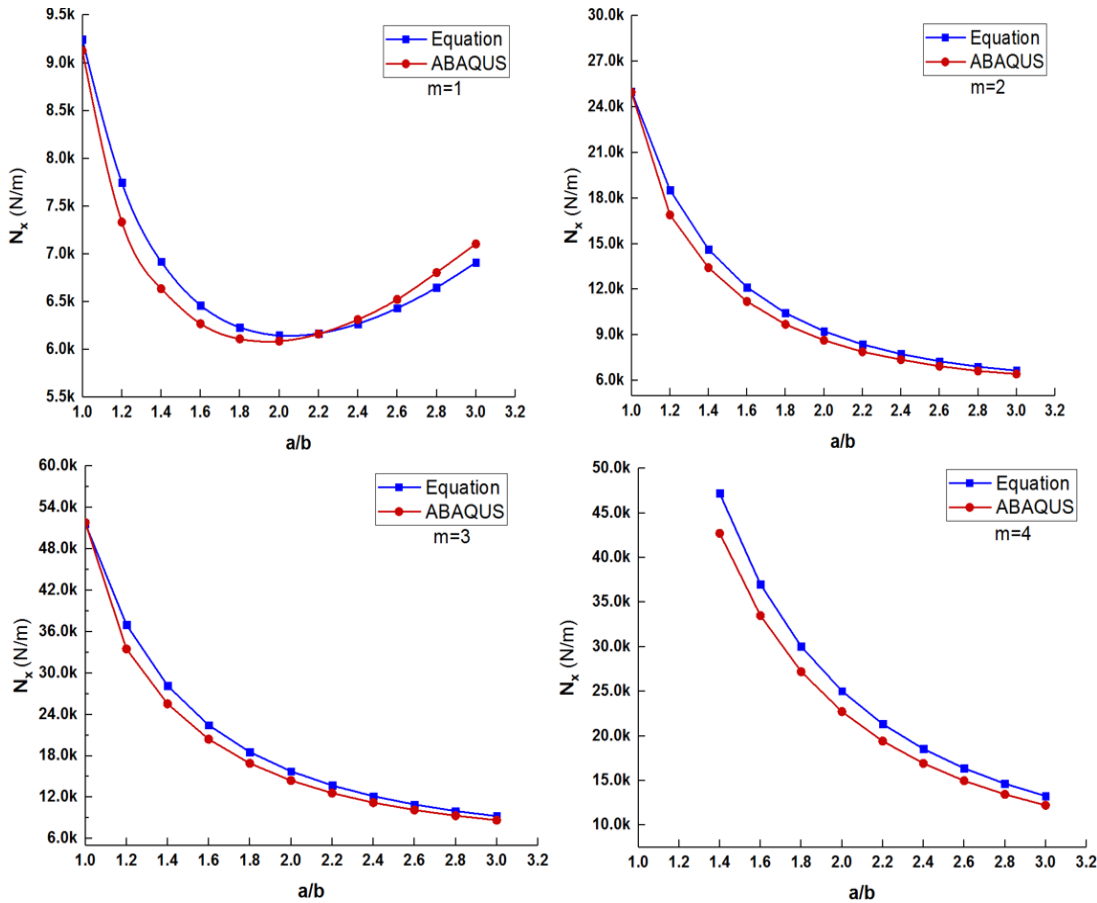 9.5k
9.0k
8.5k
8.0k
7.5k
7.0k
6.5k
6.0k
5.5k
N_x (N/m)
Equation
ABAQUS
m=1
1.0 1.2 1.4 1.6 1.8 2.0 2.2 2.4 2.6 2.8 3.0 3.2
a/b
30.0k
27.0k
24.0k
21.0k
18.0k
15.0k
12.0k
9.0k
6.0k
N_x (N/m)
Equation
ABAQUS
m=2
1.0 1.2 1.4 1.6 1.8 2.0 2.2 2.4 2.6 2.8 3.0 3.2
a/b
60.0k
54.0k
48.0k
42.0k
36.0k
30.0k
24.0k
18.0k
12.0k
6.0k
N_x (N/m)
Equation
ABAQUS
m=3
1.0 1.2 1.4 1.6 1.8 2.0 2.2 2.4 2.6 2.8 3.0 3.2
a/b
50.0k
45.0k
40.0k
35.0k
30.0k
25.0k
20.0k
15.0k
10.0k
N_x (N/m)
Equation
ABAQUS
m=4
1.0 1.2 1.4 1.6 1.8 2.0 2.2 2.4 2.6 2.8 3.0 3.2
a/b